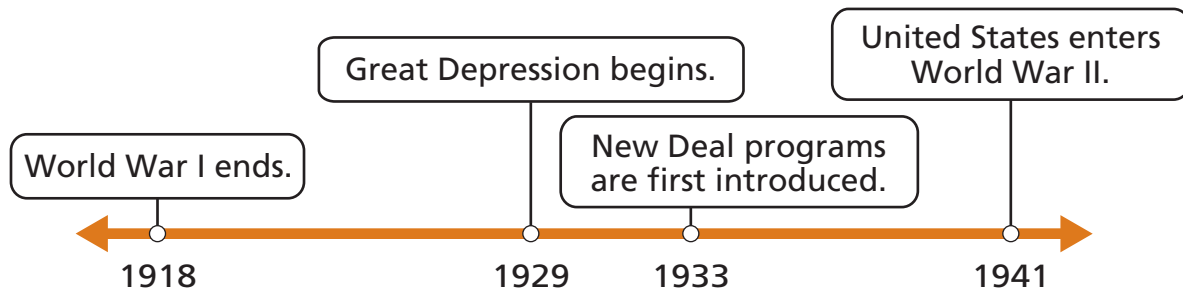 United States enters
World War II.
Great Depression begins.
New Deal programs
are first introduced.
World War I ends.
1918
1929
1933
1941